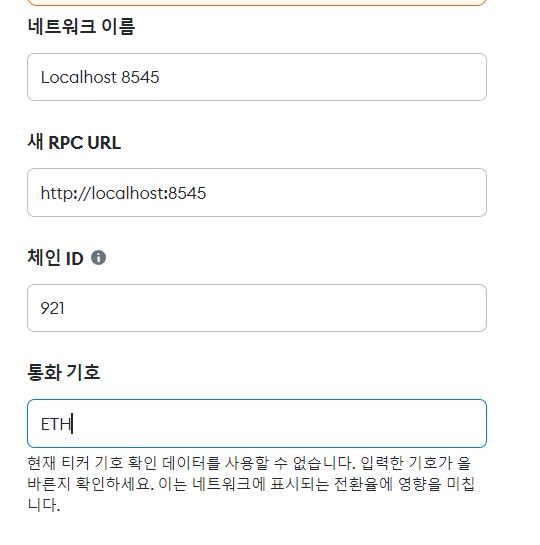 네트워크 이름
Localhost 8545
새 RPC URL
http://localhost:8545
체인 ID
921
통화 기호
ETH
현재 티커 기호 확인 데이터를 사용할 수 없습니다. 입력한 기호가 올
바른지 확인하세요. 이는 네트워크에 표시되는 전환율에 영향을 미칩
니다.